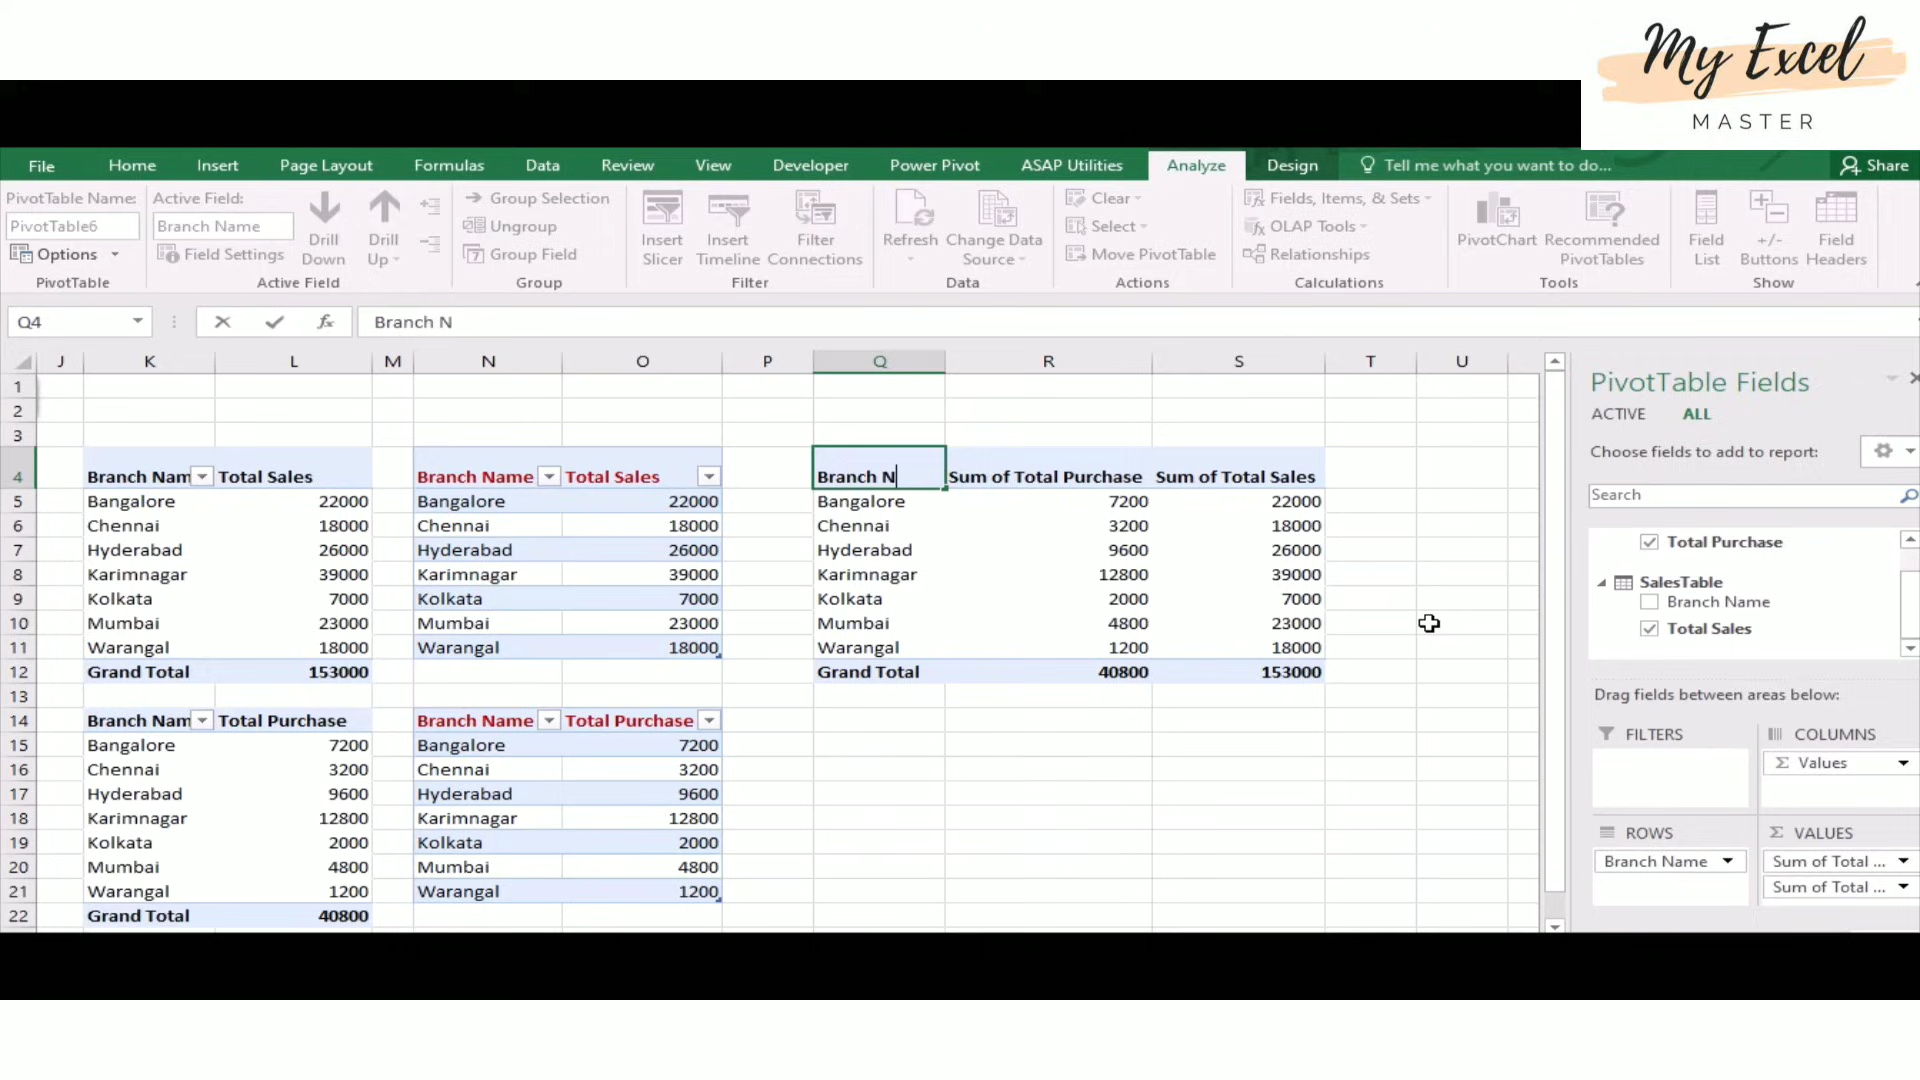 My Excel
MASTER
File Home Insert Page Layout Formulas Data Review View Developer Power Pivot ASAP Utilities Analyze Design Tell me what you want to do... Share
PivotTable Name: Active Field:
PivotTable6 Branch Name
Options Field Settings
Drill Down Drill Up
Group Selection
Ungroup
Group Field
Insert Slicer Insert Timeline Filter Connections
Refresh Change Data Source
Clear
Select
Move PivotTable
Fields, Items, & Sets
OLAP Tools
Relationships
PivotChart Recommended PivotTables
Field List +/- Buttons Field Headers
PivotTable Active Field Group Filter Data Actions Calculations Tools Show
Q4 fx Branch N
J K L M N O P Q R S T U
1
2
3
4 Branch Nam Total Sales Branch Name Total Sales Branch N Sum of Total Purchase Sum of Total Sales
5 Bangalore 22000 Bangalore 22000 Bangalore 7200 22000
6 Chennai 18000 Chennai 18000 Chennai 3200 18000
7 Hyderabad 26000 Hyderabad 26000 Hyderabad 9600 26000
8 Karimnagar 39000 Karimnagar 39000 Karimnagar 12800 39000
9 Kolkata 7000 Kolkata 7000 Kolkata 2000 7000
10 Mumbai 23000 Mumbai 23000 Mumbai 4800 23000
11 Warangal 18000 Warangal 18000 Warangal 1200 18000
12 Grand Total 153000 Grand Total 40800 153000
13
14 Branch Nam Total Purchase Branch Name Total Purchase
15 Bangalore 7200 Bangalore 7200
16 Chennai 3200 Chennai 3200
17 Hyderabad 9600 Hyderabad 9600
18 Karimnagar 12800 Karimnagar 12800
19 Kolkata 2000 Kolkata 2000
20 Mumbai 4800 Mumbai 4800
21 Warangal 1200 Warangal 1200
22 Grand Total 40800
PivotTable Fields
ACTIVE ALL
Choose fields to add to report:
Search
Total Purchase
SalesTable
Branch Name
Total Sales
Drag fields between areas below:
FILTERS COLUMNS
Σ Values
ROWS Σ VALUES
Branch Name Sum of Total ...
Sum of Total ...